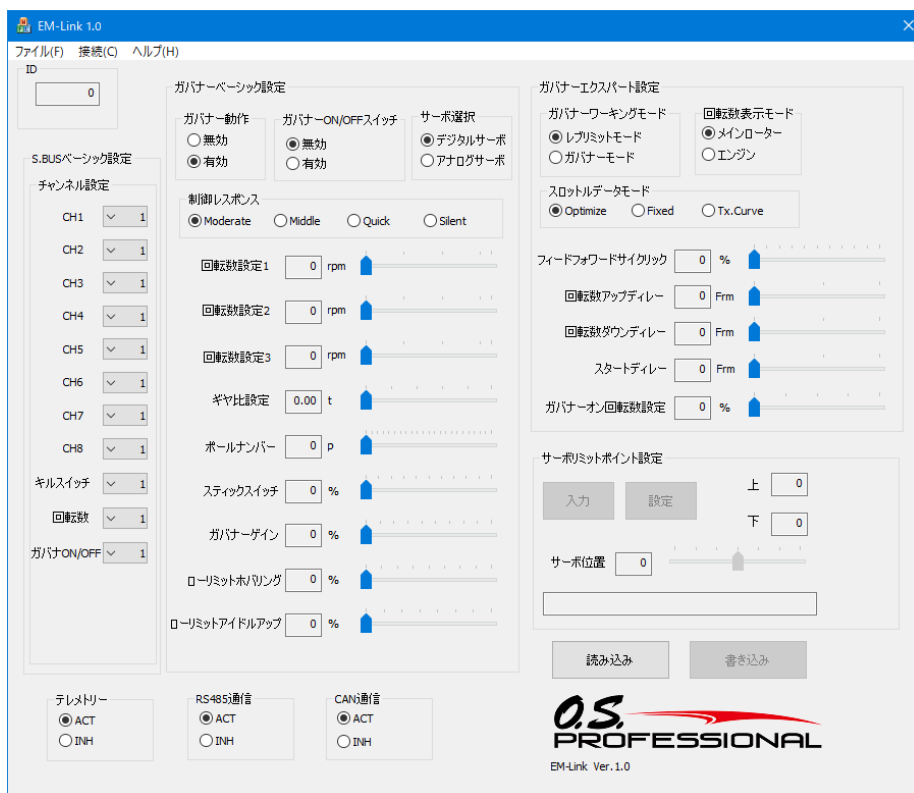 EM-Link 1.0
ファイル(F) 接続(C) ヘルプ(H)
ID
0
S.BUSベーシック設定
チャンネル設定
CH1 1
CH2 1
CH3 1
CH4 1
CH5 1
CH6 1
CH7 1
CH8 1
キルスイッチ 1
回転数 1
ガバナON/OFF 1
ガバナーベーシック設定
ガバナー動作
無効
有効
ガバナーON/OFFスイッチ
無効
有効
サーボ選択
デジタルサーボ
アナログサーボ
制御レスポンス
Moderate Middle Quick Silent
回転数設定1 0 rpm
回転数設定2 0 rpm
回転数設定3 0 rpm
ギヤ比設定 0.00 t
ポールナンバー 0 p
スティックスイッチ 0 %
ガバナーゲイン 0 %
ローリミットホバリング 0 %
ローリミットアイドルアップ 0 %
ガバナーエクスパート設定
ガバナーワーキングモード
レブリミットモード
ガバナーモード
回転数表示モード
メインローター
エンジン
スロットルデータモード
Optimize Fixed Tx.Curve
フィードフォワードサイクリック 0 %
回転数アップディレー 0 Frm
回転数ダウンディレー 0 Frm
スタートディレー 0 Frm
ガバナーオン回転数設定 0 %
サーボリミットポイント設定
入力 設定
上 0
下 0
サーボ位置 0
読み込み 書き込み
テレメトリー
ACT
INH
RS485通信
ACT
INH
CAN通信
ACT
INH
O.S.
PROFESSIONAL
EM-Link Ver.1.0